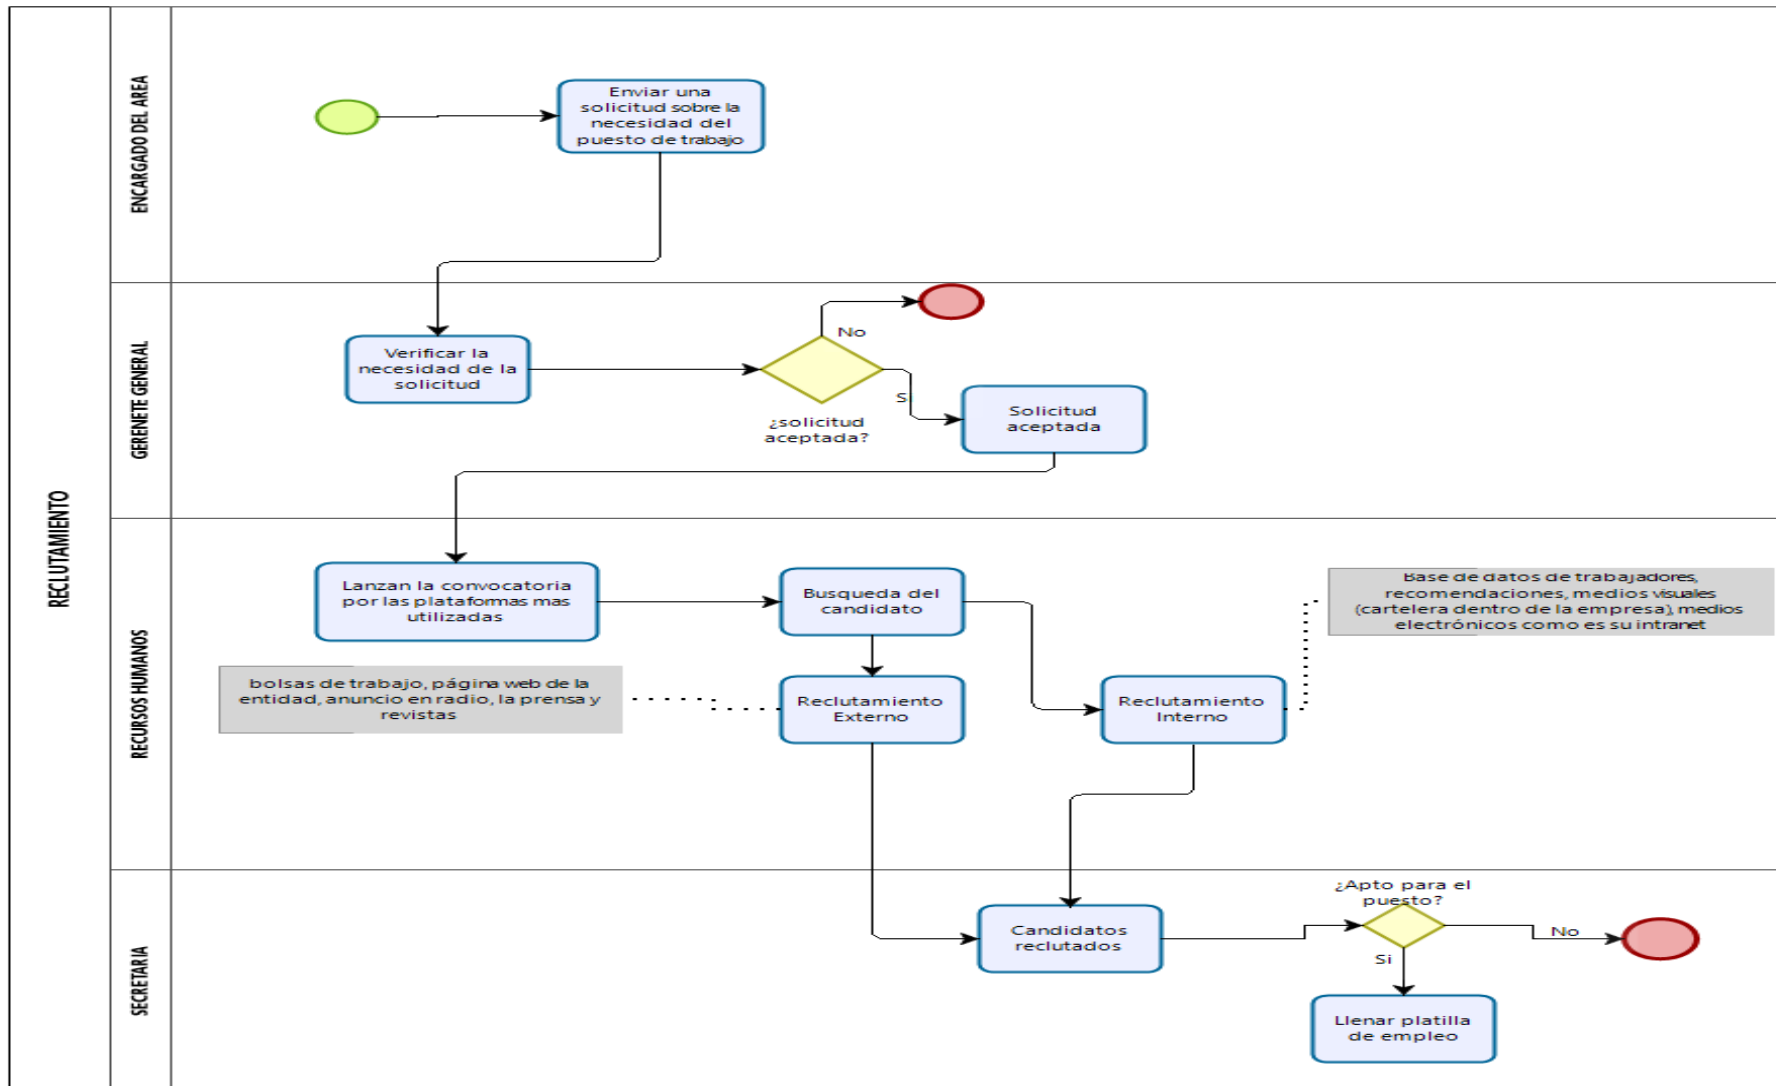 RECLUTAMIENTO
ENCARGADO DEL AREA
Enviar una
solicitud sobre la
necesidad del
puesto de trabajo
GERENETE GENERAL
Verificar la
necesidad de la
solicitud
No
Si
¿solicitud
aceptada?
Solicitud
aceptada
RECURSOS HUMANOS
Lanzan la convocatoria
por las plataformas mas
utilizadas
Busqueda del
candidato
Base de datos de trabajadores,
recomendaciones, medios visuales
(cartelera dentro de la empresa), medios
electrónicos como es su intranet
bolsas de trabajo, página web de la
entidad, anuncio en radio, la prensa y
revistas
Reclutamiento
Externo
Reclutamiento
Interno
SECRETARIA
Candidatos
reclutados
¿Apto para el
puesto?
No
Si
Llenar platilla
de empleo